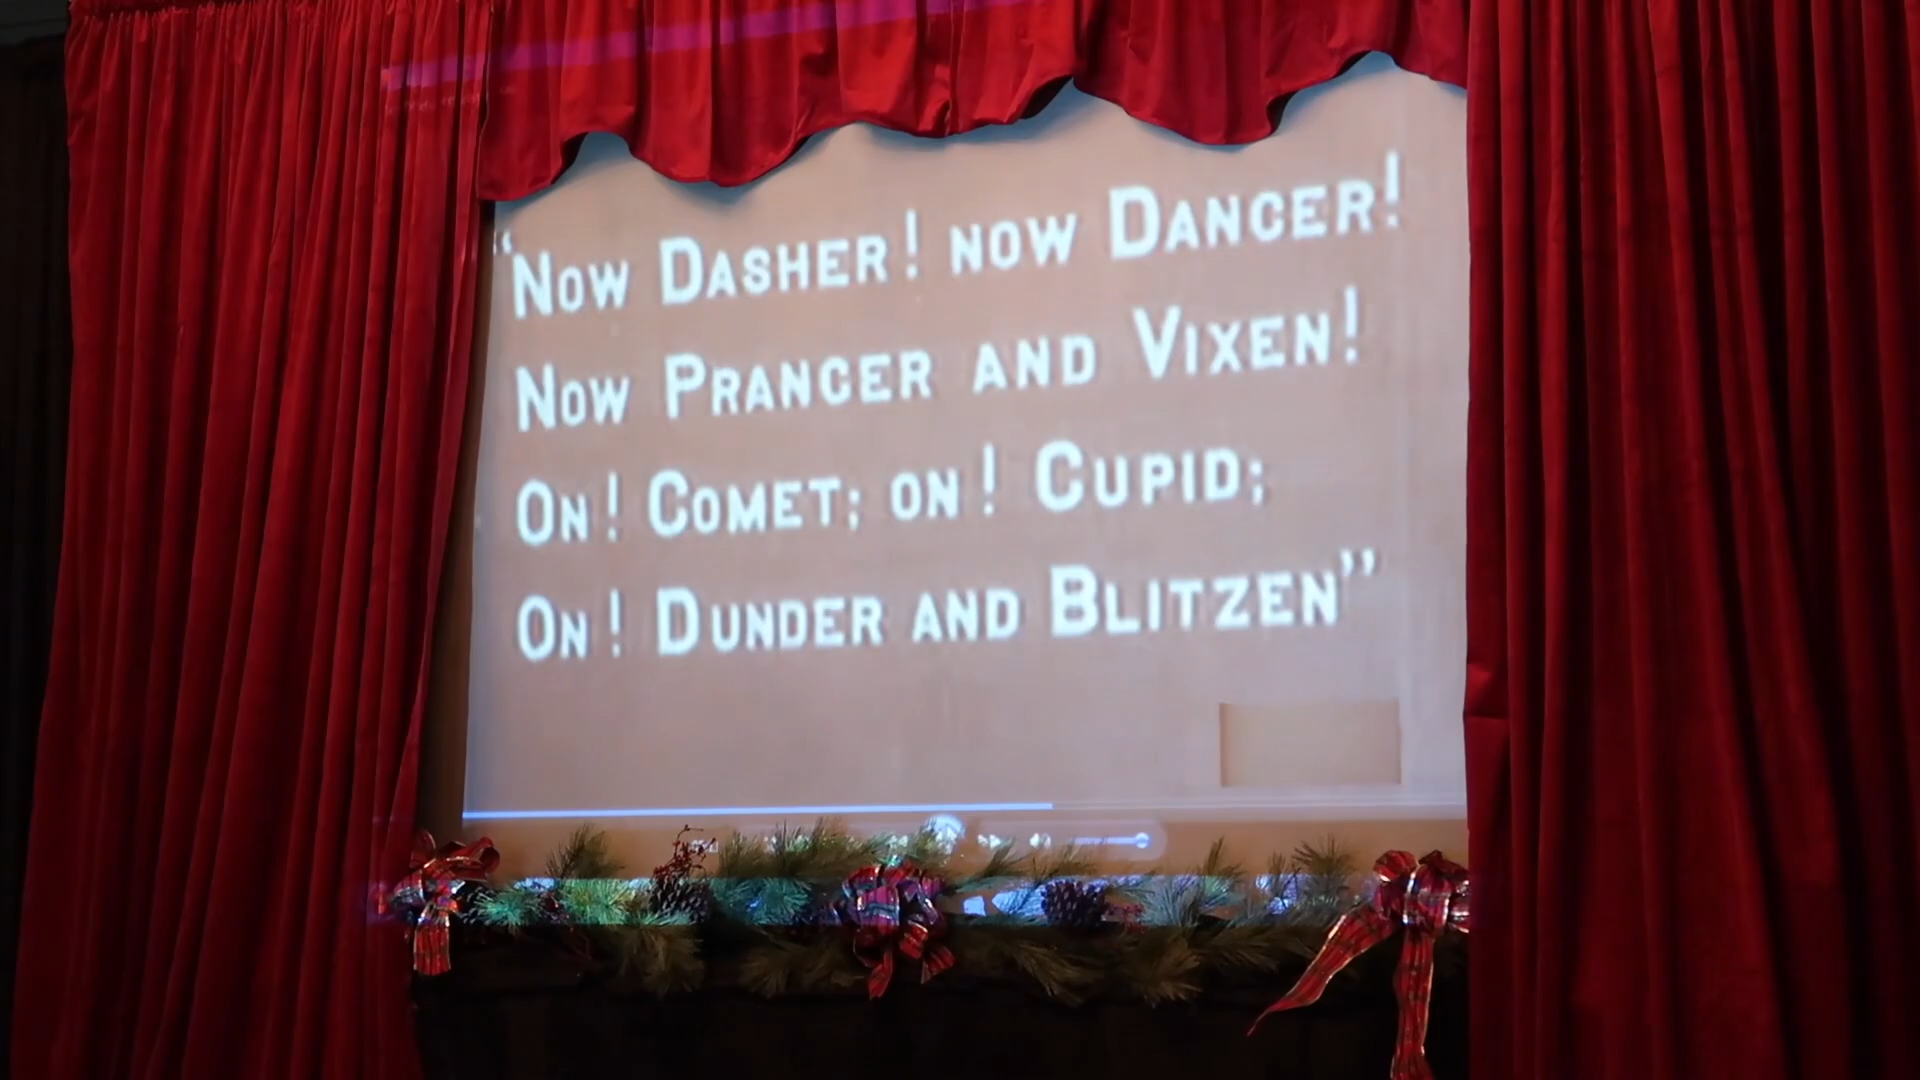 “Now Dasher! now Dancer!
Now Prancer and Vixen!
On! Comet; on! Cupid;
On! Dunder and Blitzen”